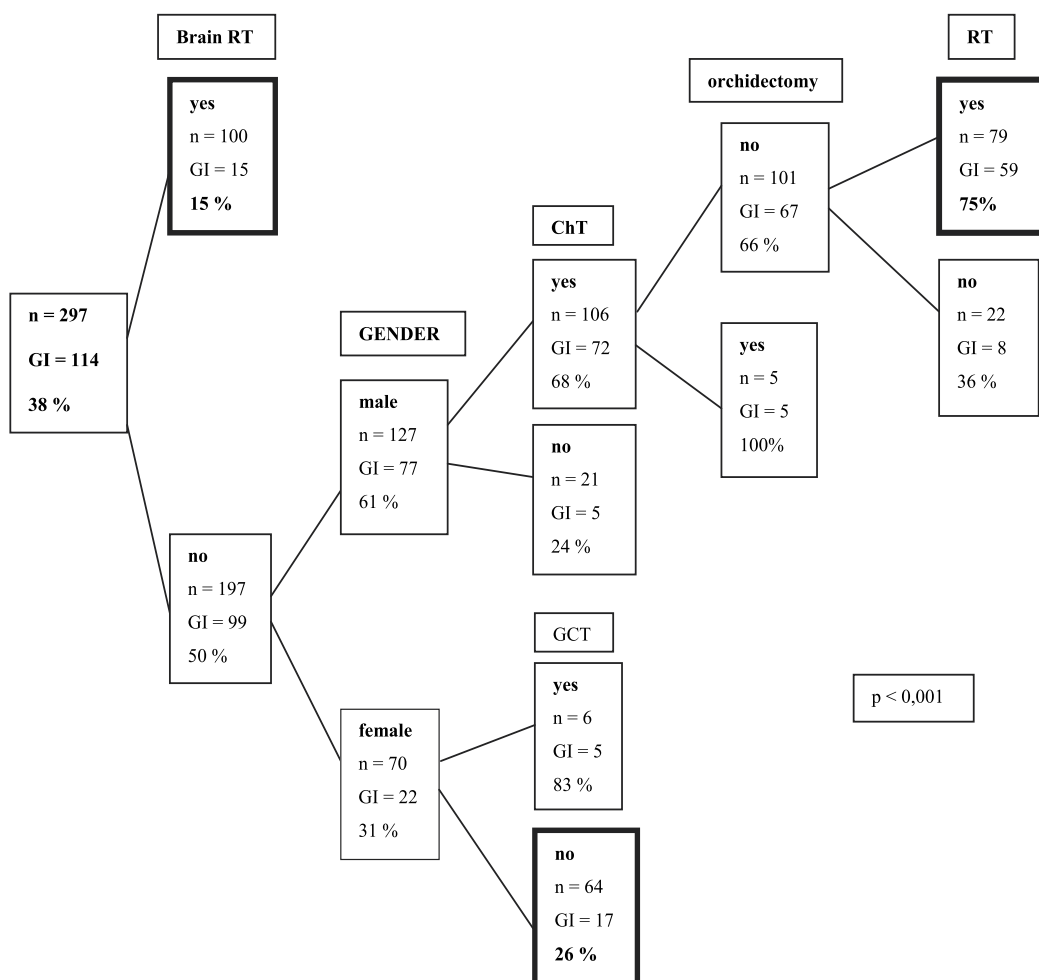 Brain RT
yes
n = 100
GI = 15
15 %
n = 297
GI = 114
38 %
no
n = 197
GI = 99
50 %
GENDER
male
n = 127
GI = 77
61 %
female
n = 70
GI = 22
31 %
ChT
yes
n = 106
GI = 72
68 %
no
n = 21
GI = 5
24 %
GCT
yes
n = 6
GI = 5
83 %
no
n = 64
GI = 17
26 %
orchidectomy
no
n = 101
GI = 67
66 %
yes
n = 5
GI = 5
100%
RT
yes
n = 79
GI = 59
75%
no
n = 22
GI = 8
36 %
p < 0,001